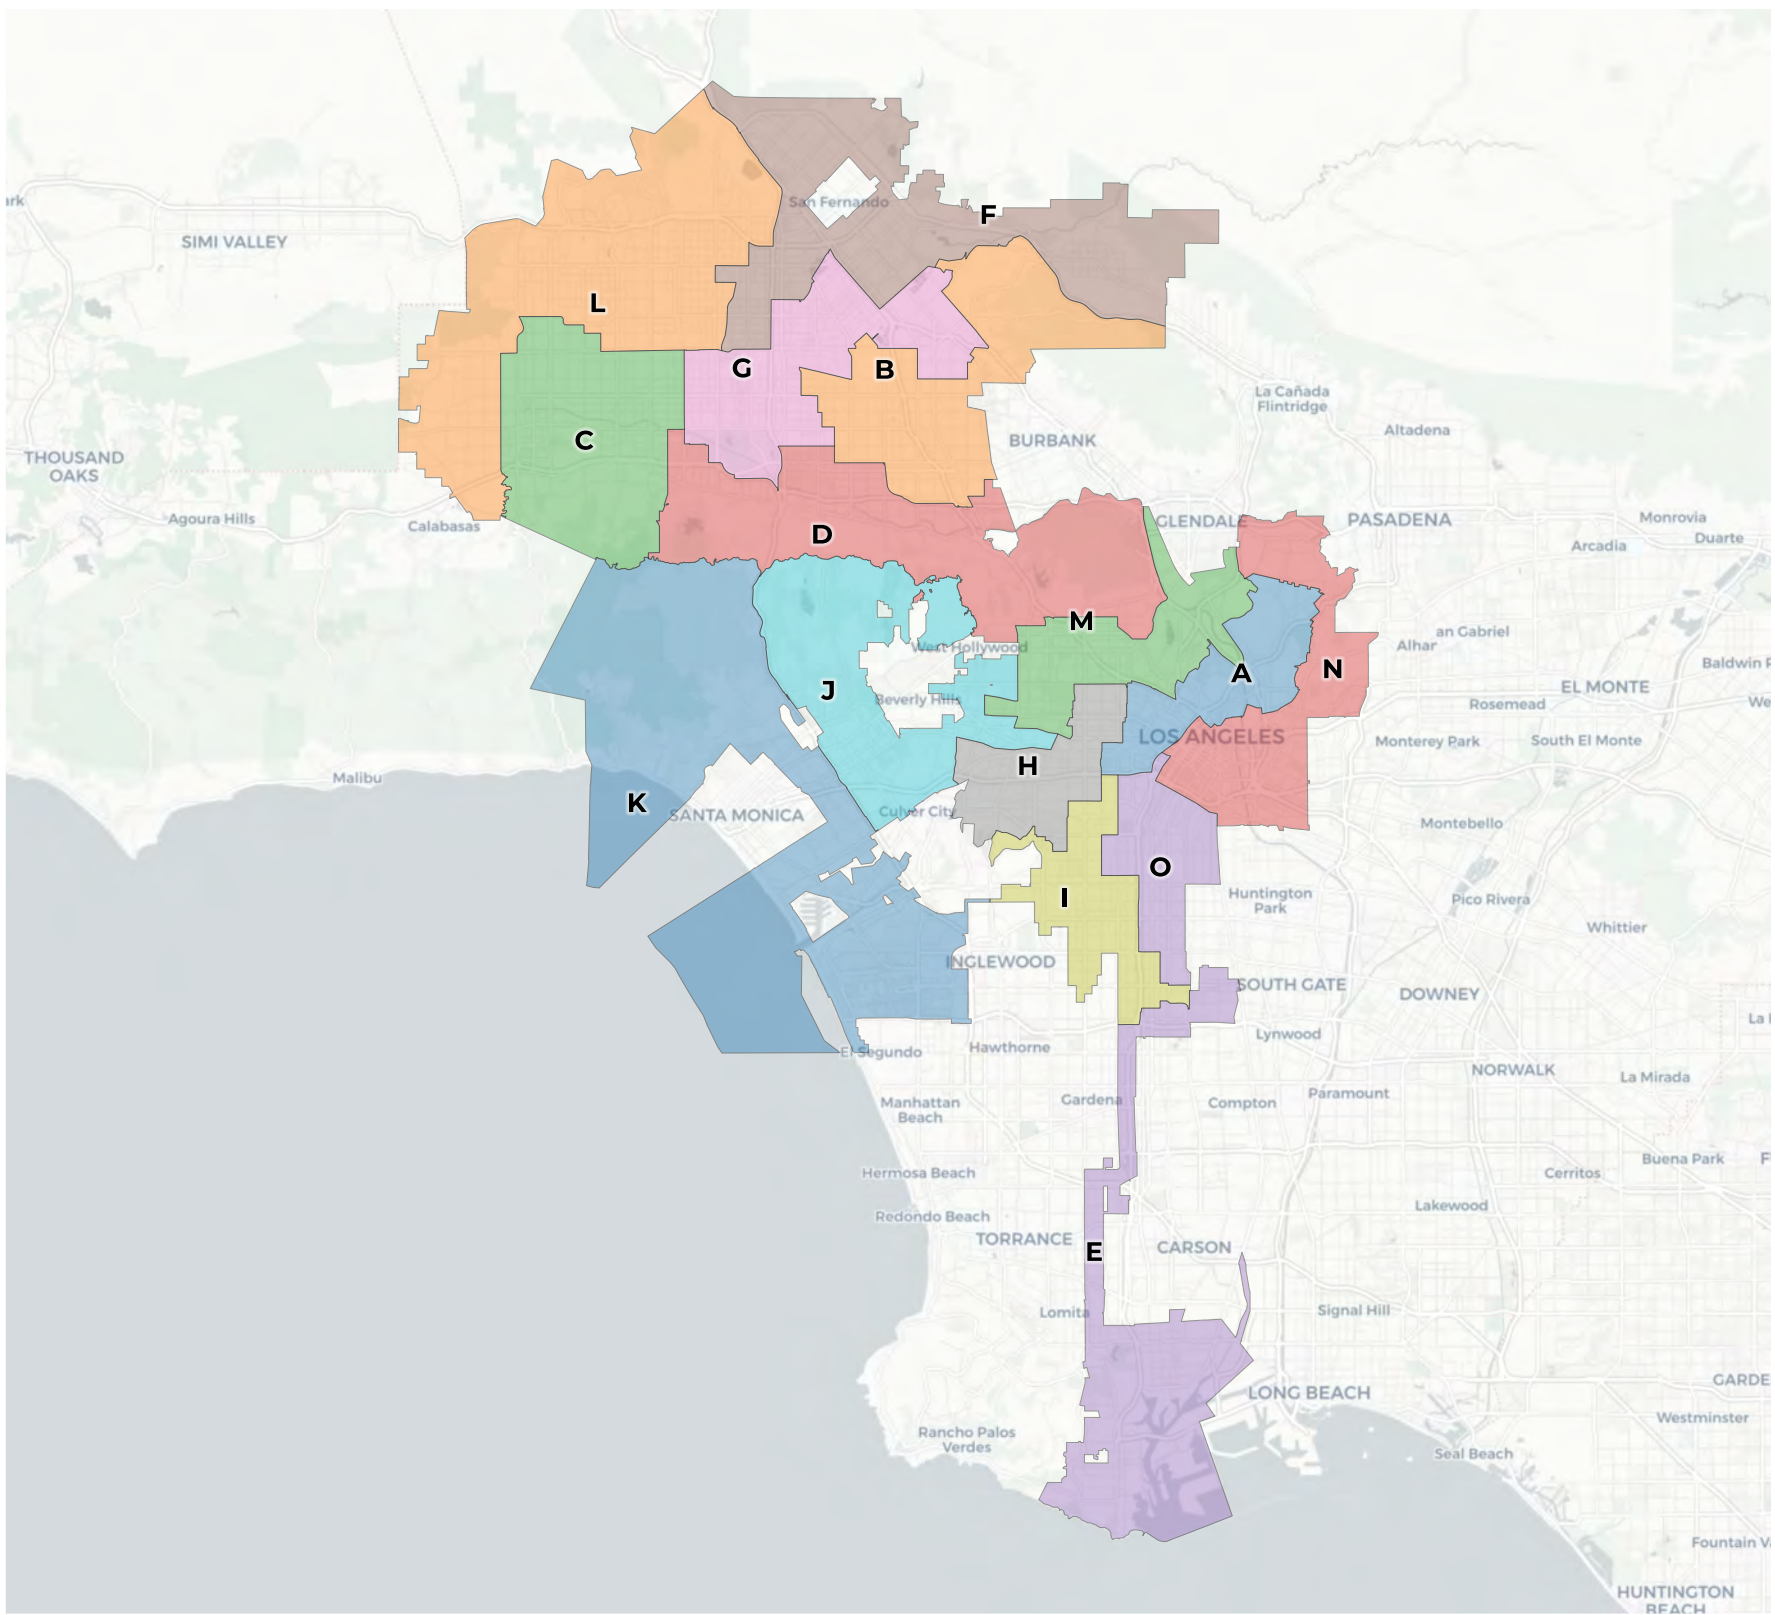 F
San Fernando
SIMI VALLEY
ark
L
G
B
La Cañada
Flintridge
Altadena
BURBANK
C
THOUSAND
OAKS
Agoura Hills
Calabasas
D
GLENDALE
PASADENA
Monrovia
Arcadia
Duarte
M
West Hollywood
an Gabriel
Alhar
Baldwin P
A
N
EL MONTE
J
Beverly Hills
Rosemead
We
LOS ANGELES
Monterey Park
South El Monte
H
Malibu
K
SANTA MONICA
Culver City
Montebello
O
I
Huntington
Park
Pico Rivera
Whittier
INGLEWOOD
SOUTH GATE
DOWNEY
La H
Lynwood
El Segundo
Hawthorne
NORWALK
La Mirada
Manhattan
Beach
Gardena
Compton
Paramount
Hermosa Beach
Cerritos
Buena Park
F
Lakewood
Redondo Beach
TORRANCE
E
CARSON
Lomita
Signal Hill
LONG BEACH
GARDE
Westminster
Rancho Palos
Verdes
Seal Beach
Fountain Va
HUNTINGTON
BEACH